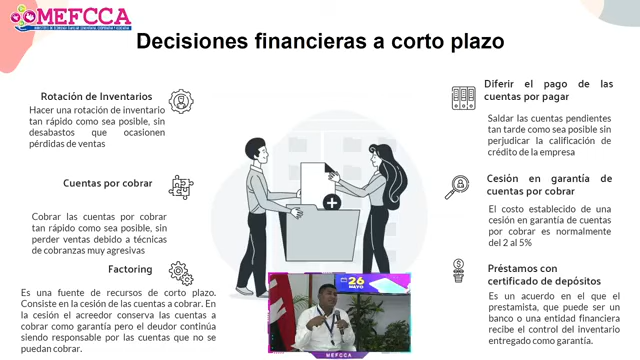 MEFCCA
Decisiones financieras a corto plazo
Rotación de Inventarios
Hacer una rotación de inventario
tan rápido como sea posible, sin
desabastos que ocasionen
pérdidas de ventas
Cuentas por cobrar
Cobrar las cuentas por cobrar
tan rápido como sea posible, sin
perder ventas debido a técnicas
de cobranzas muy agresivas
Factoring
Es una fuente de recursos de corto plazo.
Consiste en la cesión de las cuentas a cobrar. En
la cesión el acreedor conserva las cuentas a
cobrar como garantía pero el deudor continúa
siendo responsable por las cuentas que no se
puedan cobrar.
Diferir el pago de las
cuentas por pagar
Saldar las cuentas pendientes
tan tarde como sea posible sin
perjudicar la calificación de
crédito de la empresa
Cesión en garantía de
cuentas por cobrar
El costo establecido de una
cesión en garantía de cuentas
por cobrar es normalmente
del 2 al 5%
Préstamos con
certificado de depósitos
Es un acuerdo en el que el
prestamista, que puede ser un
banco o una entidad financiera
recibe el control del inventario
entregado como garantía.
26
MAYO
MEFCCA